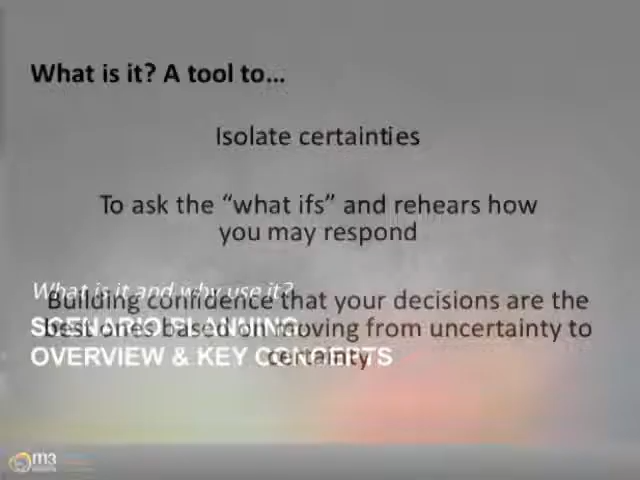 What is it? A tool to...
Isolate certainties
To ask the “what ifs” and rehears how
you may respond
What is it and why use it?
Building confidence that your decisions are the
SCENARIO PLANNING:
best ones based on moving from uncertainty to
OVERVIEW & KEY CONCEPTS
certainty
m3